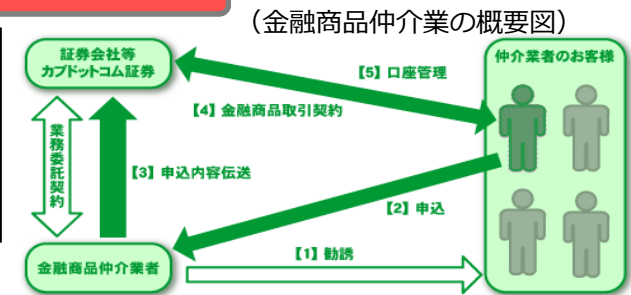 （金融商品仲介業の概要図）
証券会社等
カブドットコム証券
仲介業者のお客様
【5】口座管理
【4】金融商品取引契約
業務委託契約
【3】申込内容伝送
【2】申込
【1】勧誘
金融商品仲介業者